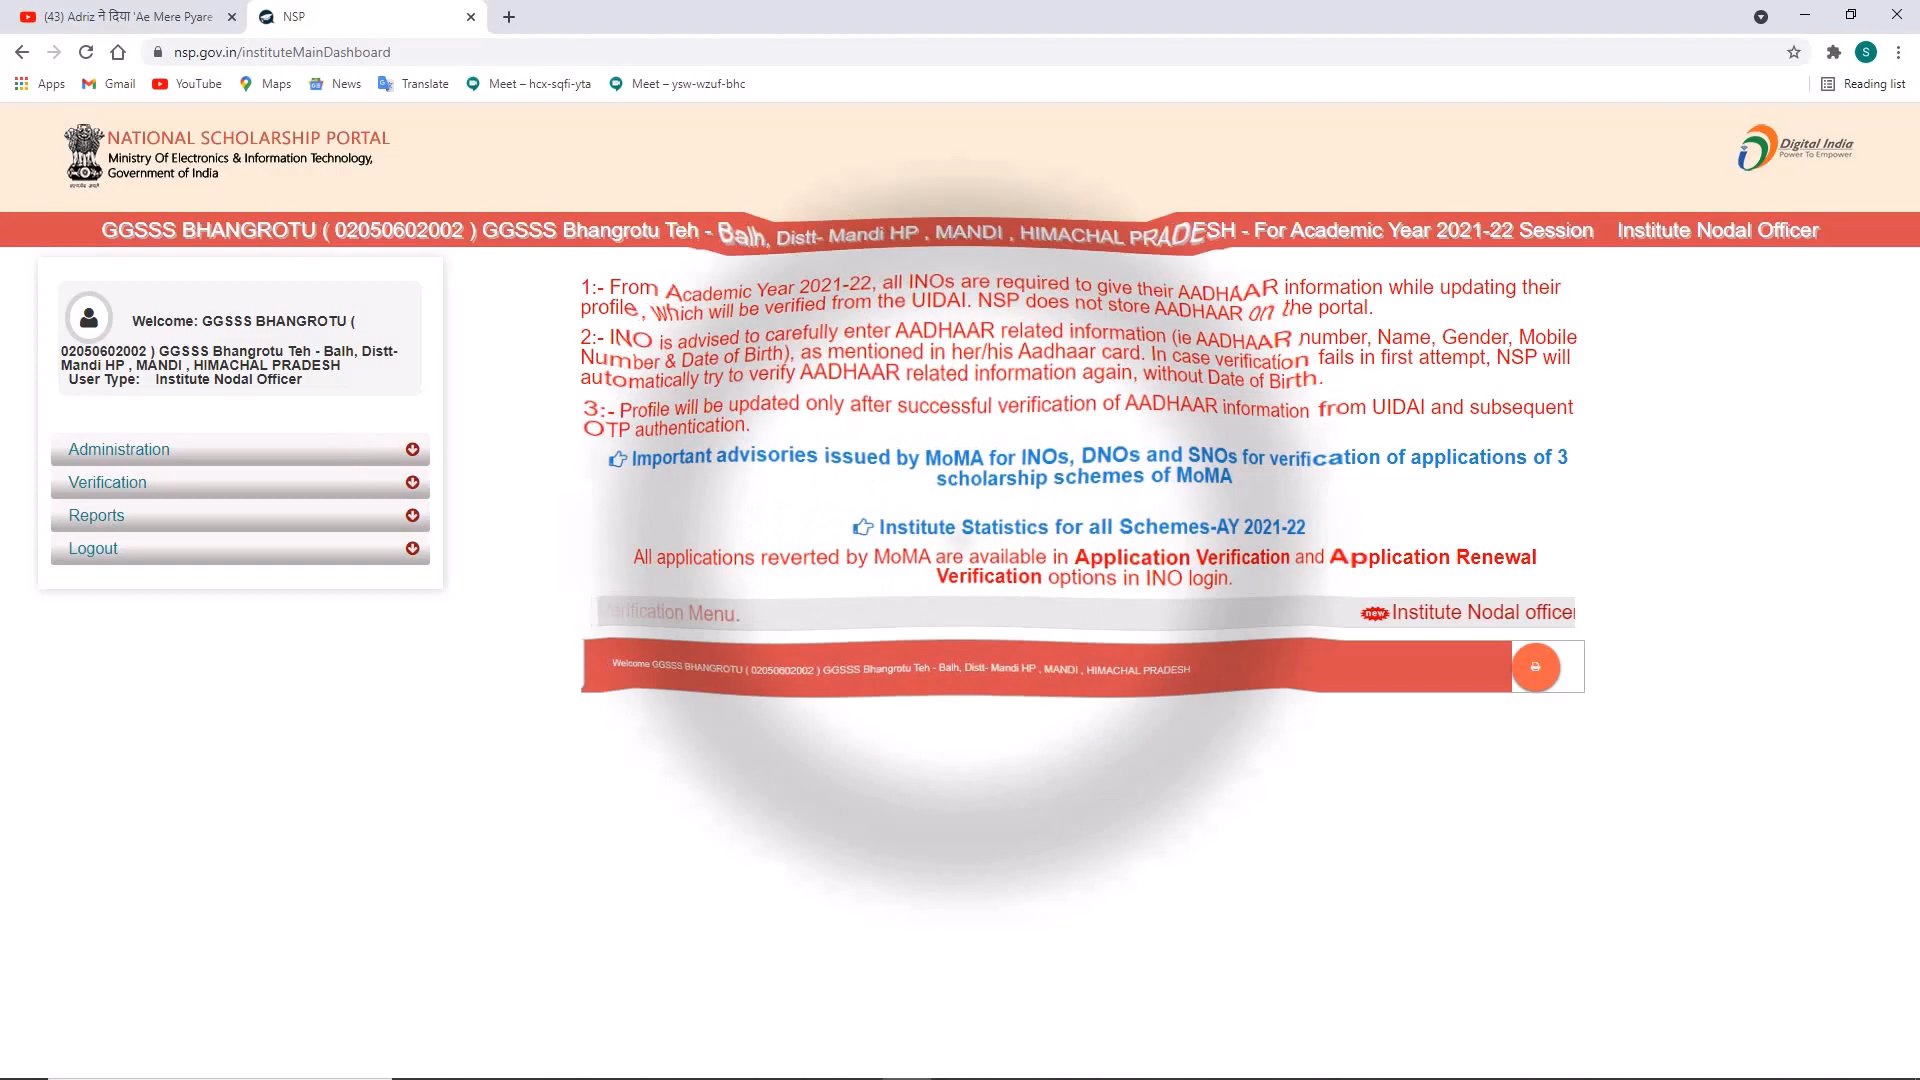 (43) Adriz ने दिया 'Ae Mere Pyare
NSP
nsp.gov.in/instituteMainDashboard
S
Apps
Gmail
YouTube
Maps
News
Translate
Meet – hcx-sqfi-yta
Meet – ysw-wzuf-bhc
Reading list
NATIONAL SCHOLARSHIP PORTAL
Ministry Of Electronics & Information Technology,
Government of India
Digital India
Power To Empower
GGSSS BHANGROTU ( 02050602002 ) GGSSS Bhangrotu Teh - Balh, Distt- Mandi HP , MANDI , HIMACHAL PRADESH - For Academic Year 2021-22 Session Institute Nodal Officer
Welcome: GGSSS BHANGROTU (
02050602002 ) GGSSS Bhangrotu Teh - Balh, Distt-
Mandi HP , MANDI , HIMACHAL PRADESH
User Type: Institute Nodal Officer
Administration
Verification
Reports
Logout
1:- From Academic Year 2021-22, all INOs are required to give their AADHAAR information while updating their
profile, Which will be verified from the UIDAI. NSP does not store AADHAAR on the portal.
2:- INO is advised to carefully enter AADHAAR related information (ie AADHAAR number, Name, Gender, Mobile
Number & Date of Birth), as mentioned in her/his Aadhaar card. In case verification fails in first attempt, NSP will
automatically try to verify AADHAAR related information again, without Date of Birth.
3:- Profile will be updated only after successful verification of AADHAAR information from UIDAI and subsequent
OTP authentication.
Important advisories issued by MoMA for INOs, DNOs and SNOs for verification of applications of 3
scholarship schemes of MoMA
Institute Statistics for all Schemes-AY 2021-22
All applications reverted by MoMA are available in Application Verification and Application Renewal
Verification options in INO login.
Verification Menu.
new Institute Nodal officer
Welcome GGSSS BHANGROTU ( 02050602002 ) GGSSS Bhangrotu Teh - Balh, Distt- Mandi HP , MANDI , HIMACHAL PRADESH